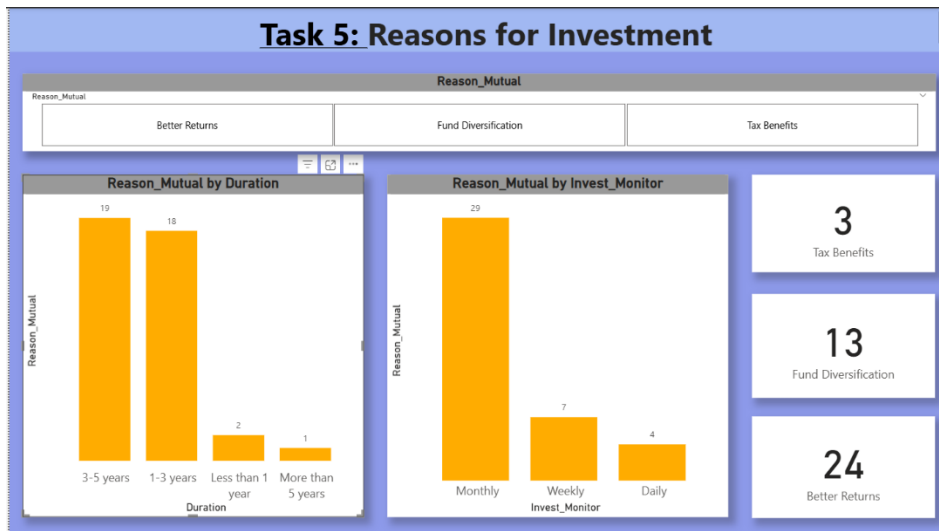 Task 5: Reasons for Investment
Reason_Mutual
Reason_Mutual
Better Returns
Fund Diversification
Tax Benefits
Reason_Mutual by Duration
19
18
2
1
Reason_Mutual
3-5 years
1-3 years
Less than 1
year
More than
5 years
Duration
Reason_Mutual by Invest_Monitor
29
7
4
Reason_Mutual
Monthly
Weekly
Daily
Invest_Monitor
3
Tax Benefits
13
Fund Diversification
24
Better Returns